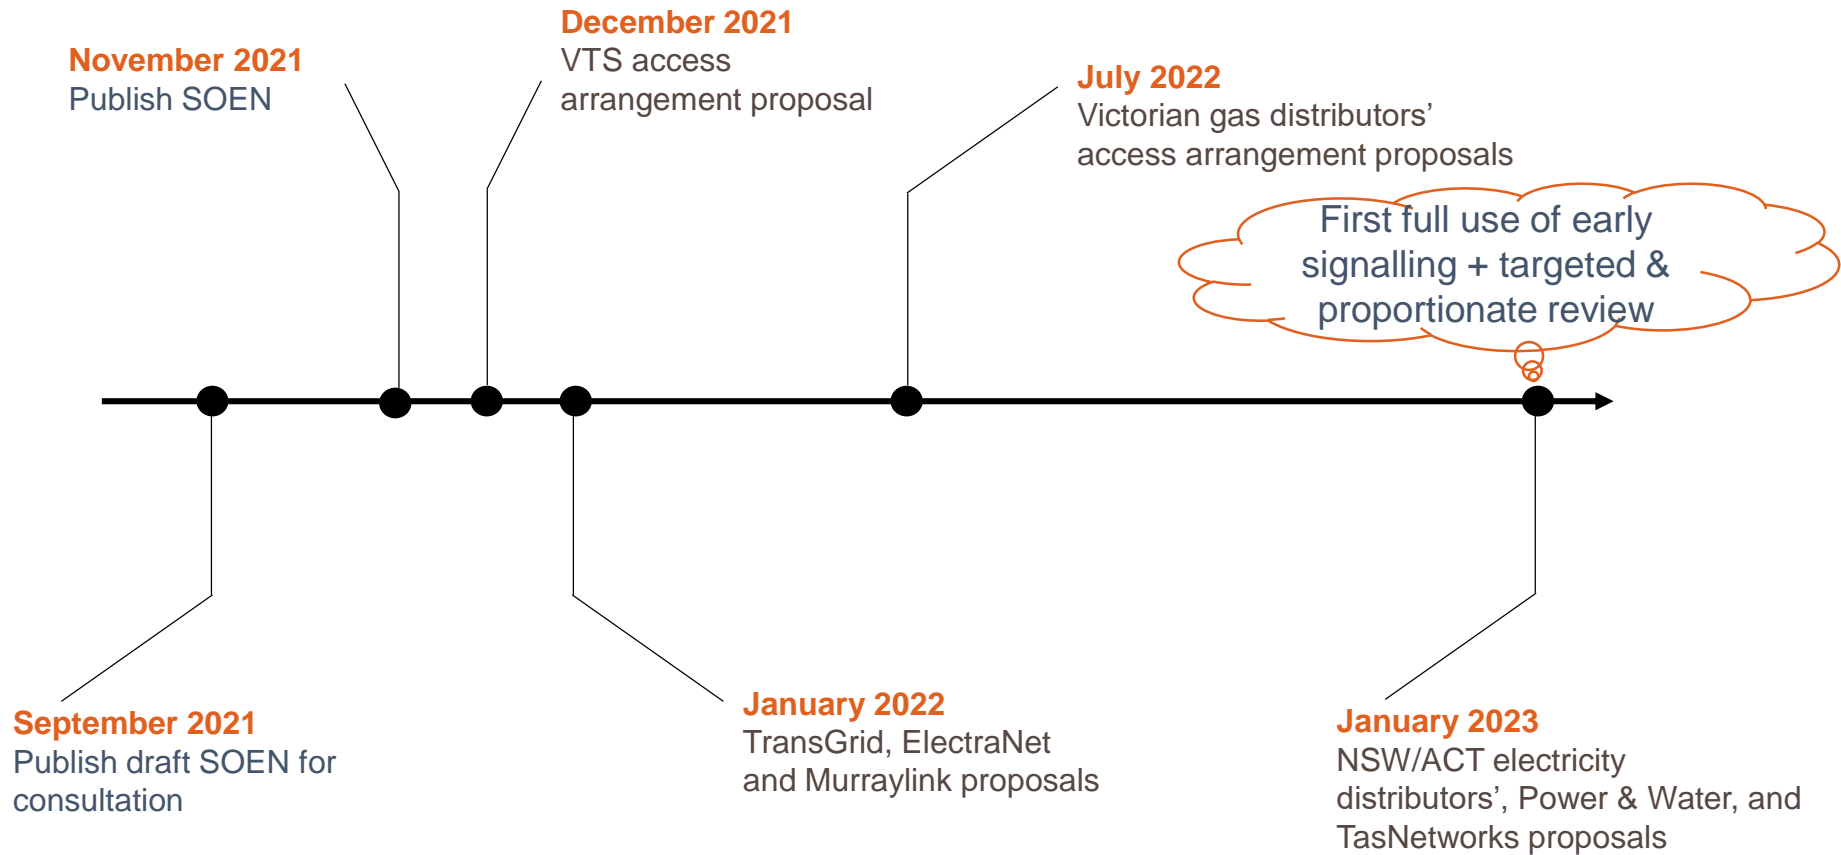 December 2021
VTS access
arrangement proposal
November 2021
Publish SOEN
July 2022
Victorian gas distributors’
access arrangement proposals
First full use of early
signalling + targeted &
proportionate review
September 2021
Publish draft SOEN for
consultation
January 2022
TransGrid, ElectraNet
and Murraylink proposals
January 2023
NSW/ACT electricity
distributors’, Power & Water, and
TasNetworks proposals